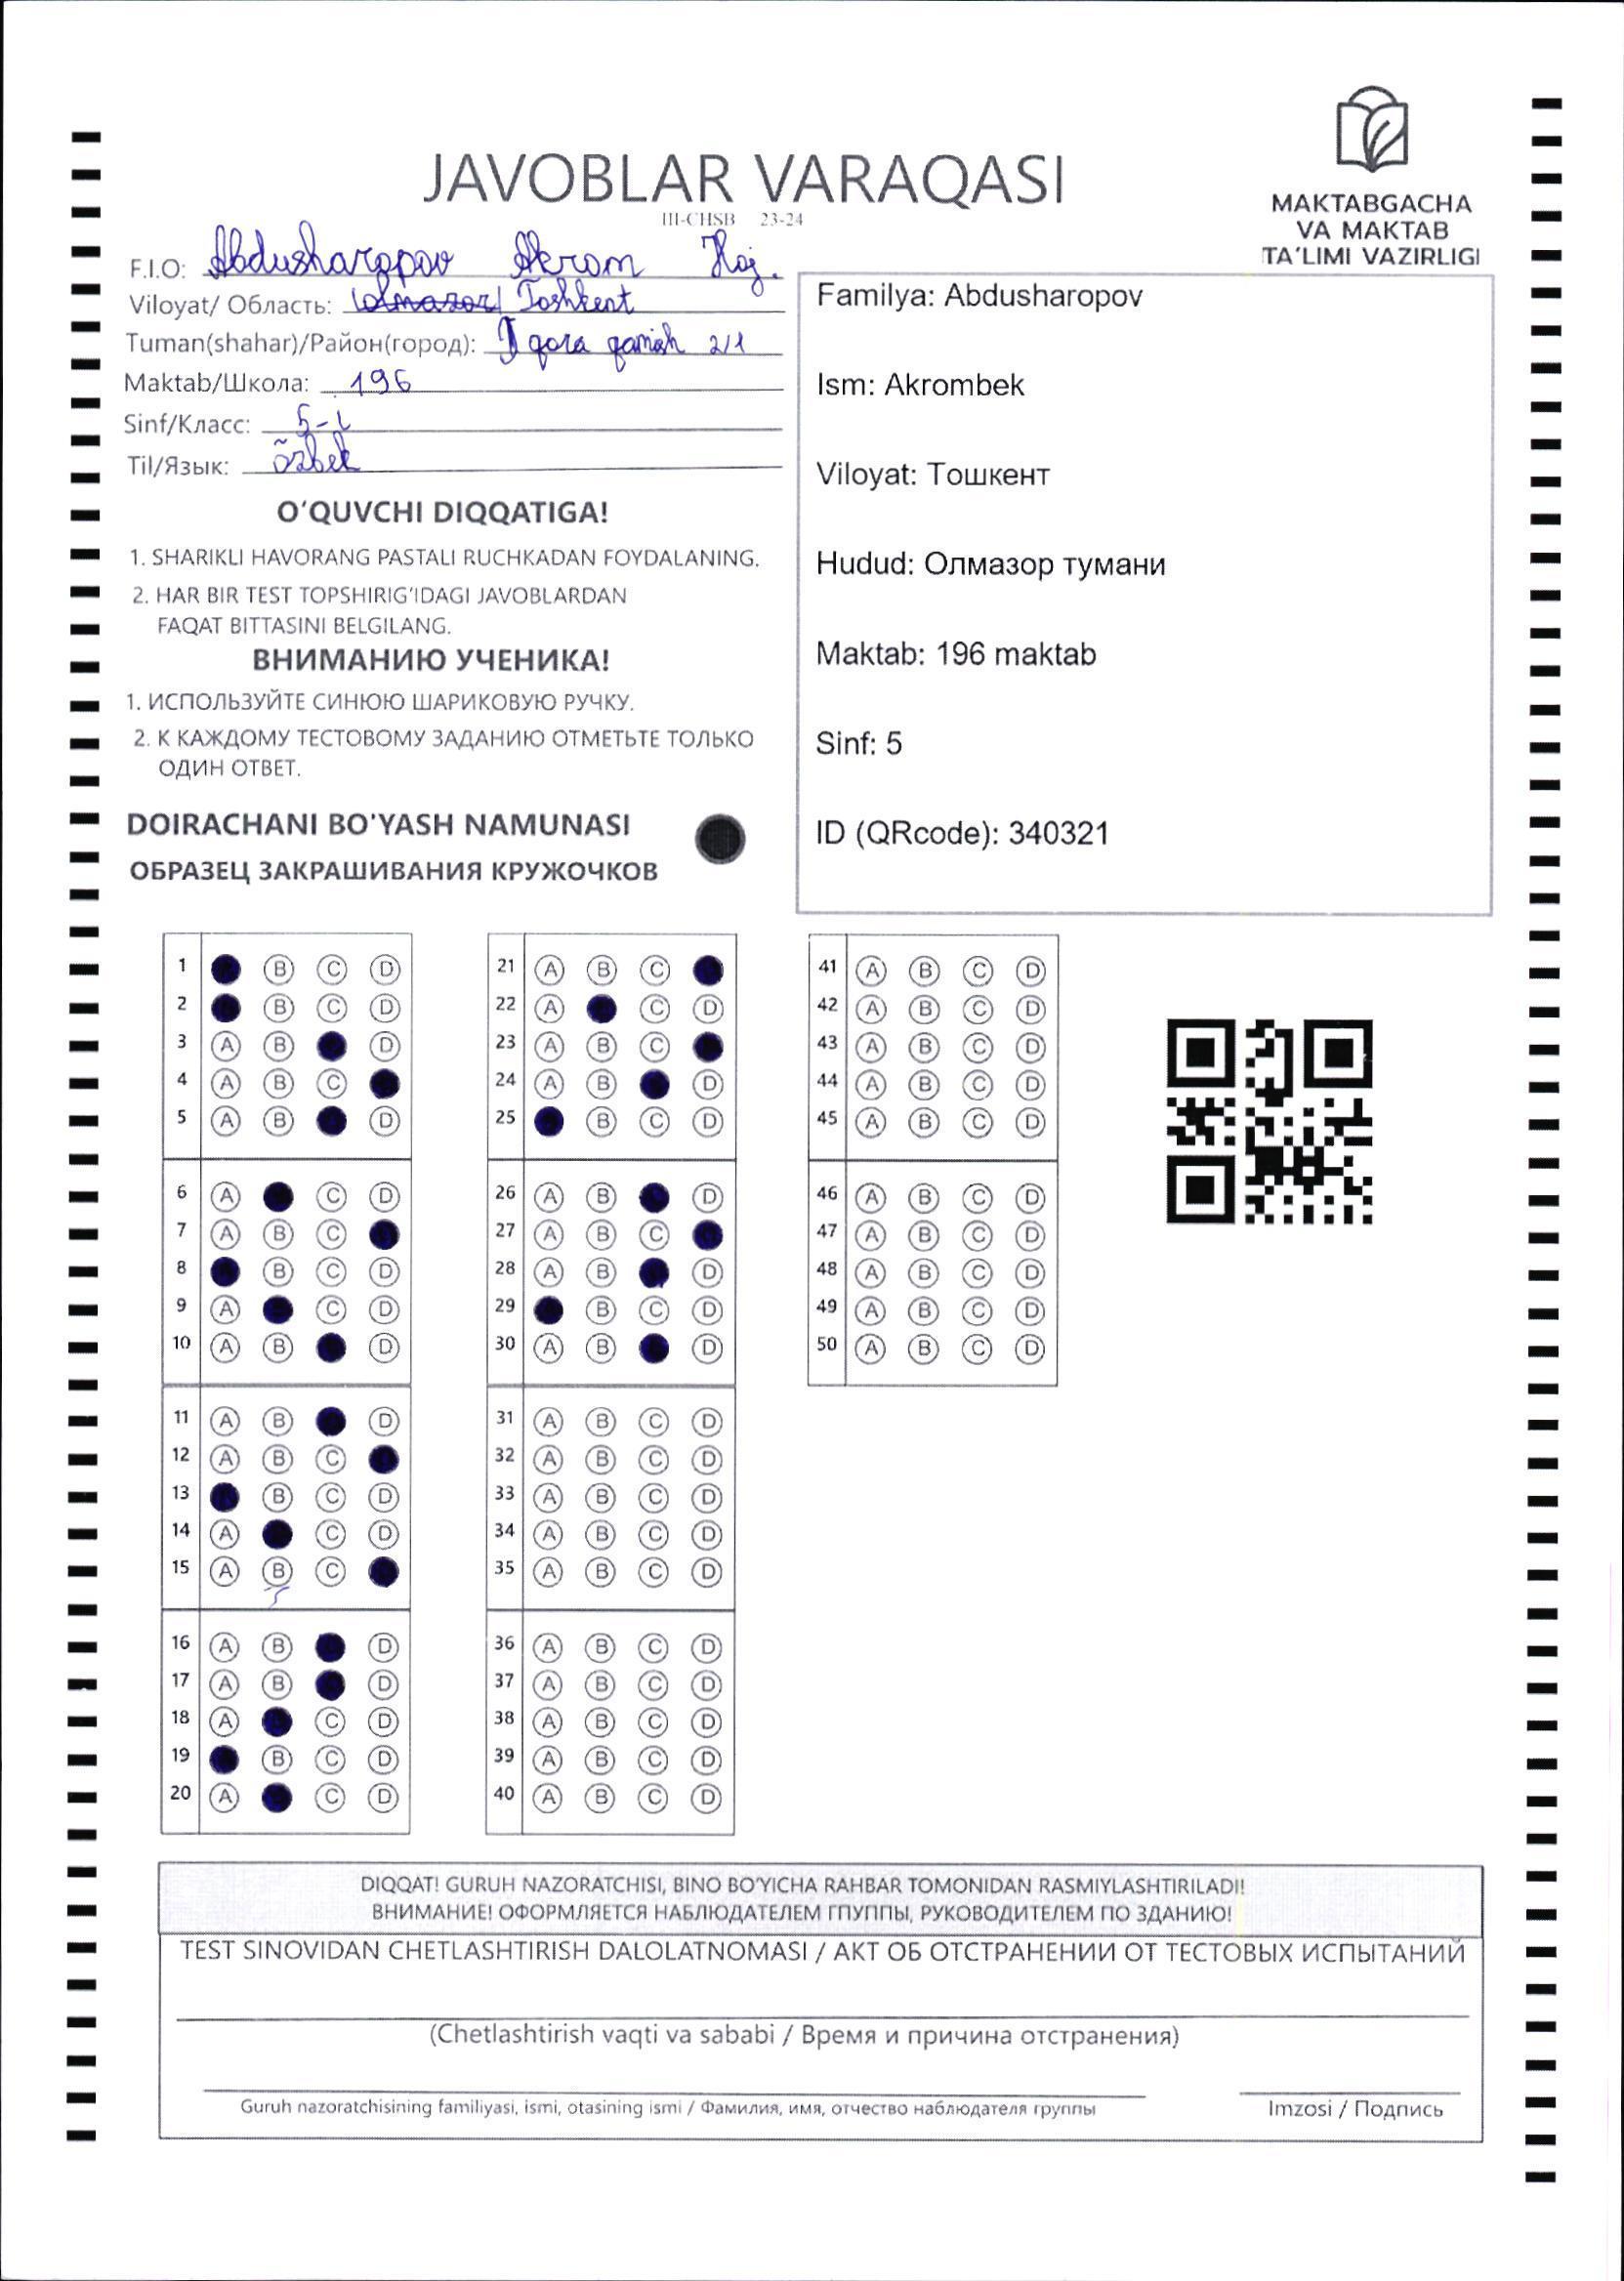 JAVOBLAR VARAQASI
III-CHSB 23-24
MAKTABGACHA
VA MAKTAB
TA'LIMI VAZIRLIGI
F.I.O: Abdusharopov Akrom Xoj.
Viloyat/ Область: Olmazor Toshkent
Tuman(shahar)/Район(город): qora qamish 2/1
Maktab/Школа: 196
Sinf/Класс: 5-
Til/Язык: õzbek
Familya: Abdusharopov
Ism: Akrombek
Viloyat: Тошкент
Hudud: Олмазор тумани
Maktab: 196 maktab
Sinf: 5
ID (QRcode): 340321
O'QUVCHI DIQQATIGA!
1. SHARIKLI HAVORANG PASTALI RUCHKADAN FOYDALANING.
2. HAR BIR TEST TOPSHIRIG'IDAGI JAVOBLARDAN
FAQAT BITTASINI BELGILANG.
ВНИМАНИЮ УЧЕНИКА!
1. ИСПОЛЬЗУЙТЕ СИНЮЮ ШАРИКОВУЮ РУЧКУ.
2. К КАЖДОМУ ТЕСТОВОМУ ЗАДАНИЮ ОТМЕТЬТЕ ТОЛЬКО
ОДИН ОТВЕТ.
DOIRACHANI BO'YASH NAMUNASI
ОБРАЗЕЦ ЗАКРАШИВАНИЯ КРУЖОЧКОВ
1 B C D
2 B C D
3 A B D
4 A B C
5 A B D
6 A C D
7 A B C
8 B C D
9 A C D
10 A B D
11 A B D
12 A B C
13 B C D
14 A C D
15 A B C
16 A B D
17 A B D
18 A C D
19 B C D
20 A C D
21 A B C
22 A C D
23 A B C
24 A B D
25 B C D
26 A B D
27 A B C
28 A B D
29 B C D
30 A B D
31 A B C D
32 A B C D
33 A B C D
34 A B C D
35 A B C D
36 A B C D
37 A B C D
38 A B C D
39 A B C D
40 A B C D
41 A B C D
42 A B C D
43 A B C D
44 A B C D
45 A B C D
46 A B C D
47 A B C D
48 A B C D
49 A B C D
50 A B C D
DIQQAT! GURUH NAZORATCHISI, BINO BO'YICHA RAHBAR TOMONIDAN RASMIYLASHTIRILADI!
ВНИМАНИЕ! ОФОРМЛЯЕТСЯ НАБЛЮДАТЕЛЕМ ГПУППЫ, РУКОВОДИТЕЛЕМ ПО ЗДАНИЮ!
TEST SINOVIDAN CHETLASHTIRISH DALOLATNOMASI / АКТ ОБ ОТСТРАНЕНИИ ОТ ТЕСТОВЫХ ИСПЫТАНИЙ
(Chetlashtirish vaqti va sababi / Время и причина отстранения)
Guruh nazoratchisining familiyasi, ismi, otasining ismi / Фамилия, имя, отчество наблюдателя группы
Imzosi / Подпись